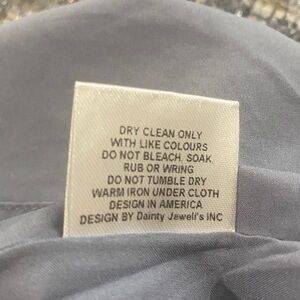 DRY CLEAN ONLY
WITH LIKE COLOURS
DO NOT BLEACH, SOAK,
RUB OR WRING
DO NOT TUMBLE DRY
WARM IRON UNDER CLOTH
DESIGN IN AMERICA
DESIGN BY Dainty Jewell's INC